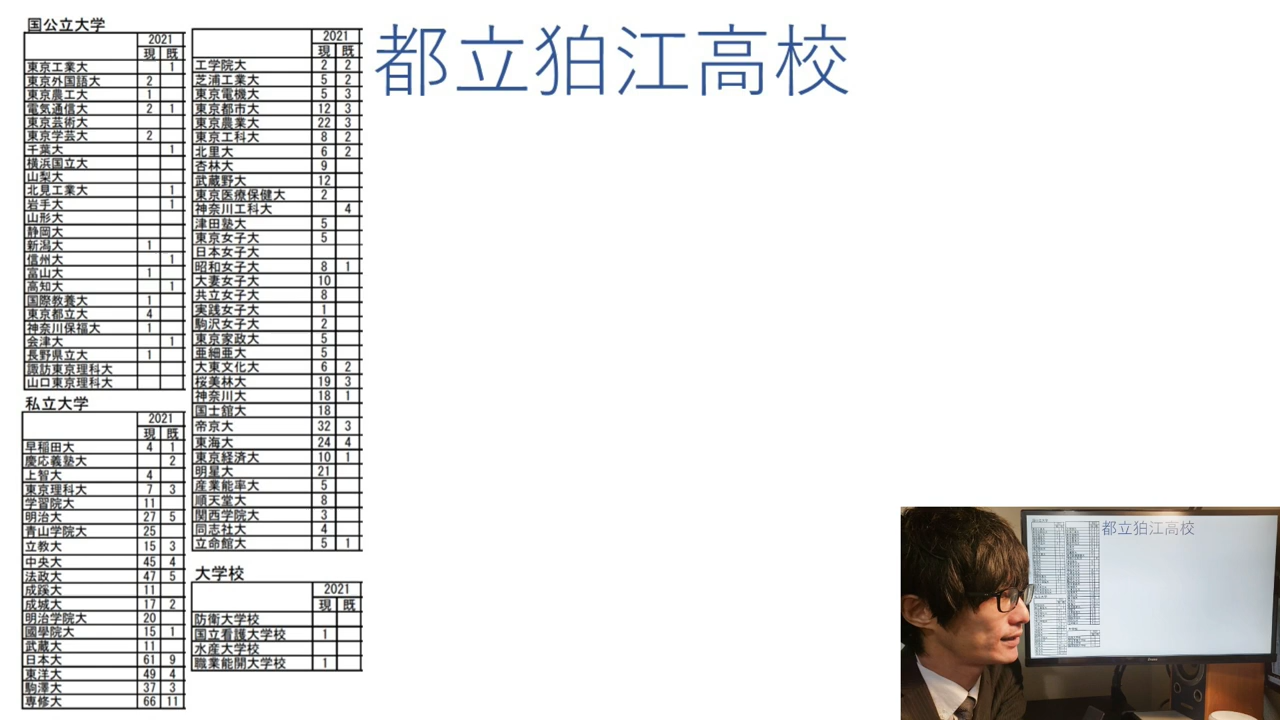 都立狛江高校
国公立大学
2021
現 既
東京工業大 1
東京外国語大 2
東京農工大 1
電気通信大 2 1
東京芸術大
東京学芸大 2
千葉大 1
横浜国立大
山梨大
北見工業大 1
岩手大 1
山形大
静岡大
新潟大 1
信州大 1
富山大 1
高知大 1
国際教養大 1
東京都立大 4
神奈川保福大 1
会津大 1
長野県立大 1
諏訪東京理科大
山口東京理科大
私立大学
2021
現 既
早稲田大 4 1
慶応義塾大 2
上智大 4
東京理科大 7 3
学習院大 11
明治大 27 5
青山学院大 25
立教大 15 3
中央大 45 4
法政大 47 5
成蹊大 11
成城大 17 2
明治学院大 20
國學院大 15 1
武蔵大 11
日本大 61 9
東洋大 49 4
駒澤大 37 3
専修大 66 11
2021
現 既
工学院大 2 2
芝浦工業大 5 2
東京電機大 5 3
東京都市大 12 3
東京農業大 22 3
東京工科大 8 2
北里大 6 2
杏林大 9
武蔵野大 12
東京医療保健大 2
神奈川工科大 4
津田塾大 5
東京女子大 5
日本女子大
昭和女子大 8 1
大妻女子大 10
共立女子大 8
実践女子大 1
駒沢女子大 2
東京家政大 5
亜細亜大 5
大東文化大 6 2
桜美林大 19 3
神奈川大 18 1
国士館大 18
帝京大 32 3
東海大 24 4
東京経済大 10 1
明星大 21
産業能率大 5
順天堂大 8
関西学院大 3
同志社大 4
立命館大 5 1
大学校
2021
現 既
防衛大学校
国立看護大学校 1
水産大学校
職業能開大学校 1
都立狛江高校